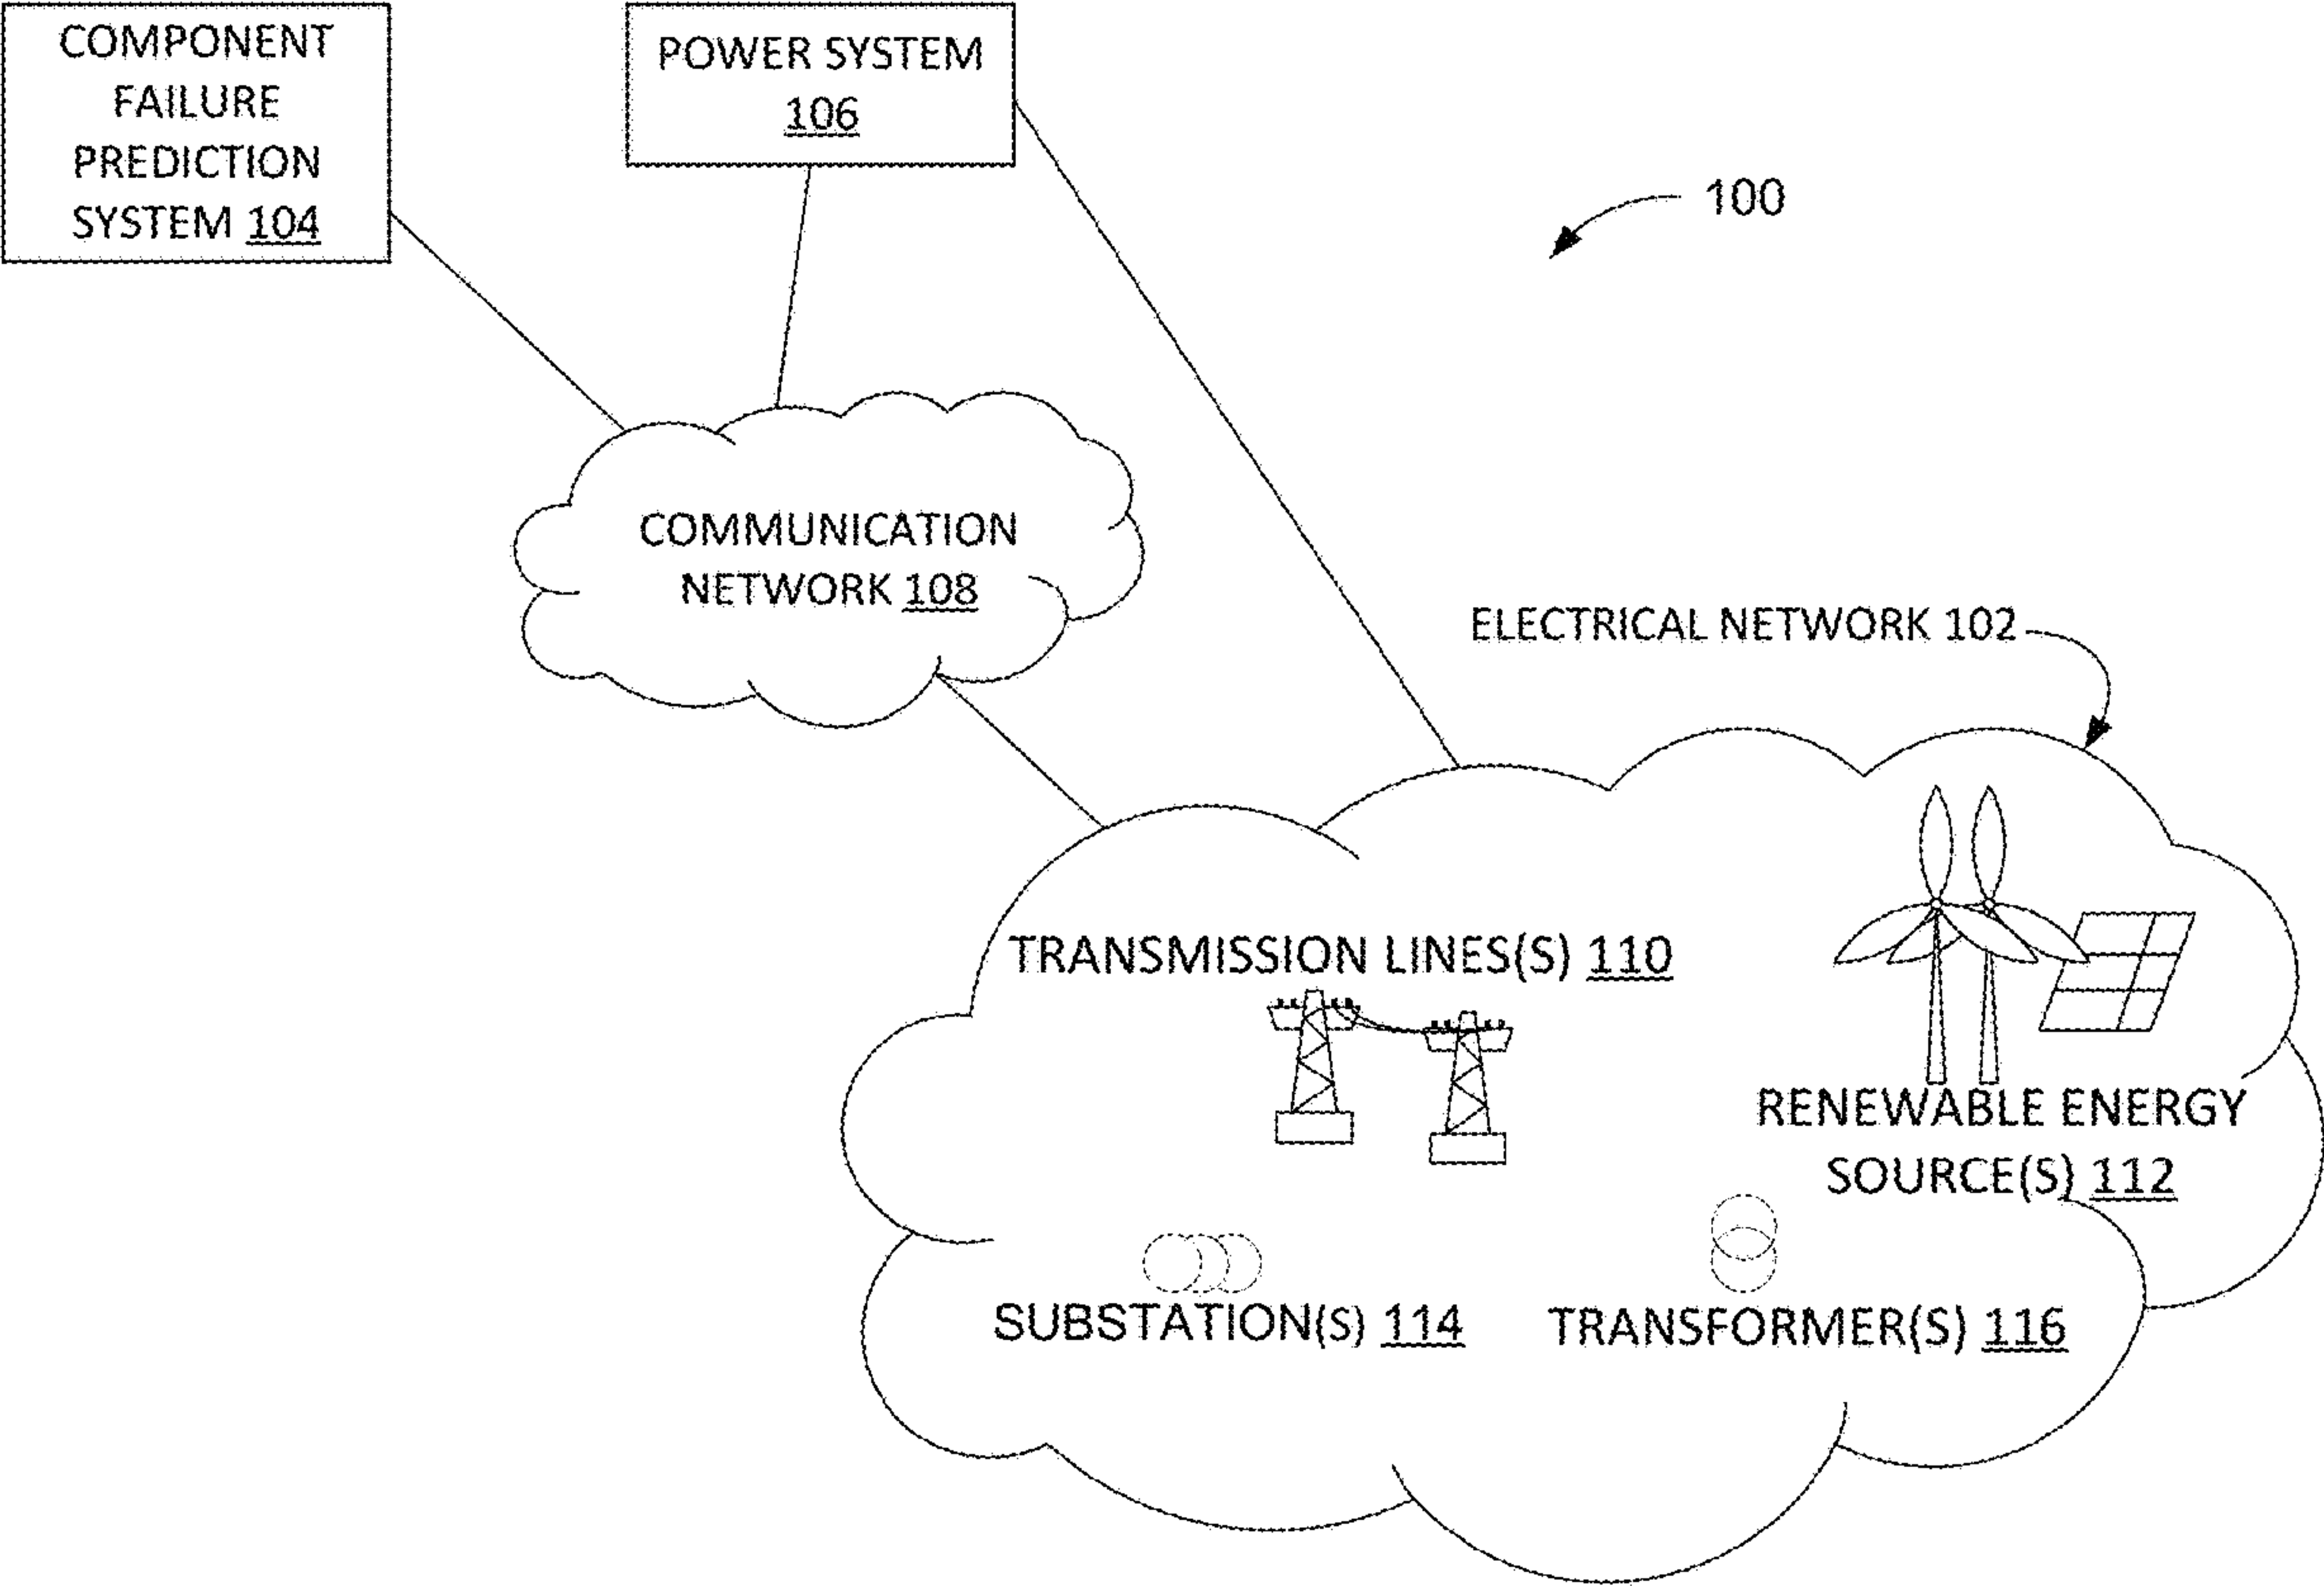 COMPONENT
FAILURE
PREDICTION
SYSTEM 104
POWER SYSTEM
106
100
COMMUNICATION
NETWORK 108
ELECTRICAL NETWORK 102
TRANSMISSION LINES(S) 110
RENEWABLE ENERGY
SOURCE(S) 112
SUBSTATION(S) 114
TRANSFORMER(S) 116